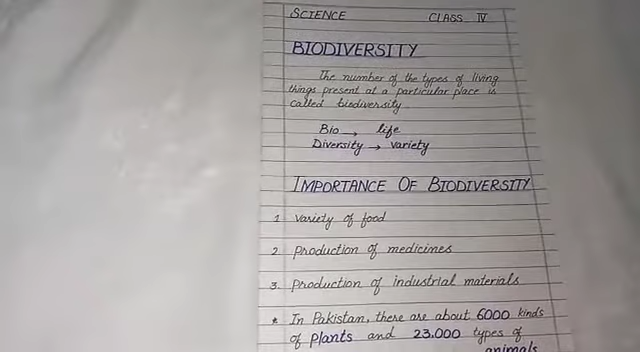 SCIENCE CLASS IV
BIODIVERSITY
The number of the types of living
things present at a particular place is
called biodiversity.
Bio → life
Diversity → variety
IMPORTANCE OF BIODIVERSITY
1 variety of food
2. production of medicines
3. production of industrial materials
* In Pakistan, there are about 6000 kinds
of plants and 23.000 types of
animals